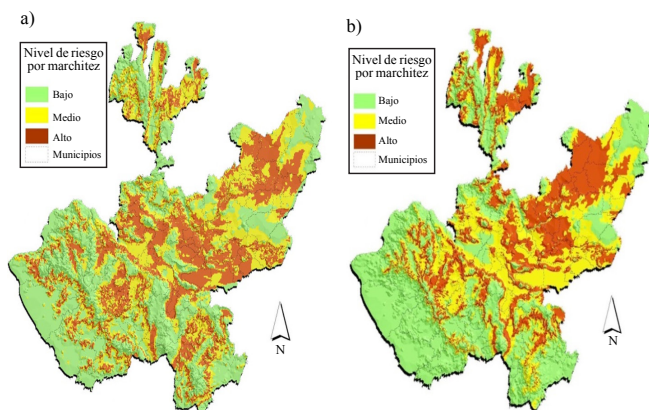 a)
Nivel de riesgo
por marchitez
Bajo
Medio
Alto
Municipios
N
b)
Nivel de riesgo
por marchitez
Bajo
Medio
Alto
Municipios
N